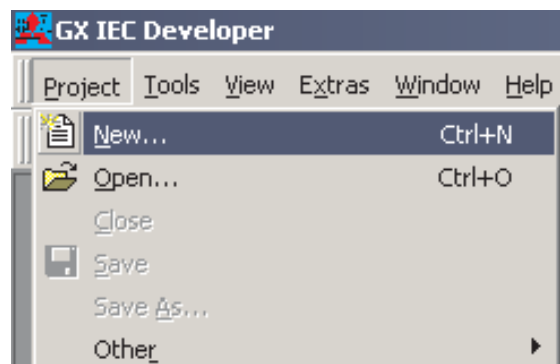 GX IEC Developer
Project Tools View Extras Window Help
New... Ctrl+N
Open... Ctrl+O
Close
Save
Save As...
Other